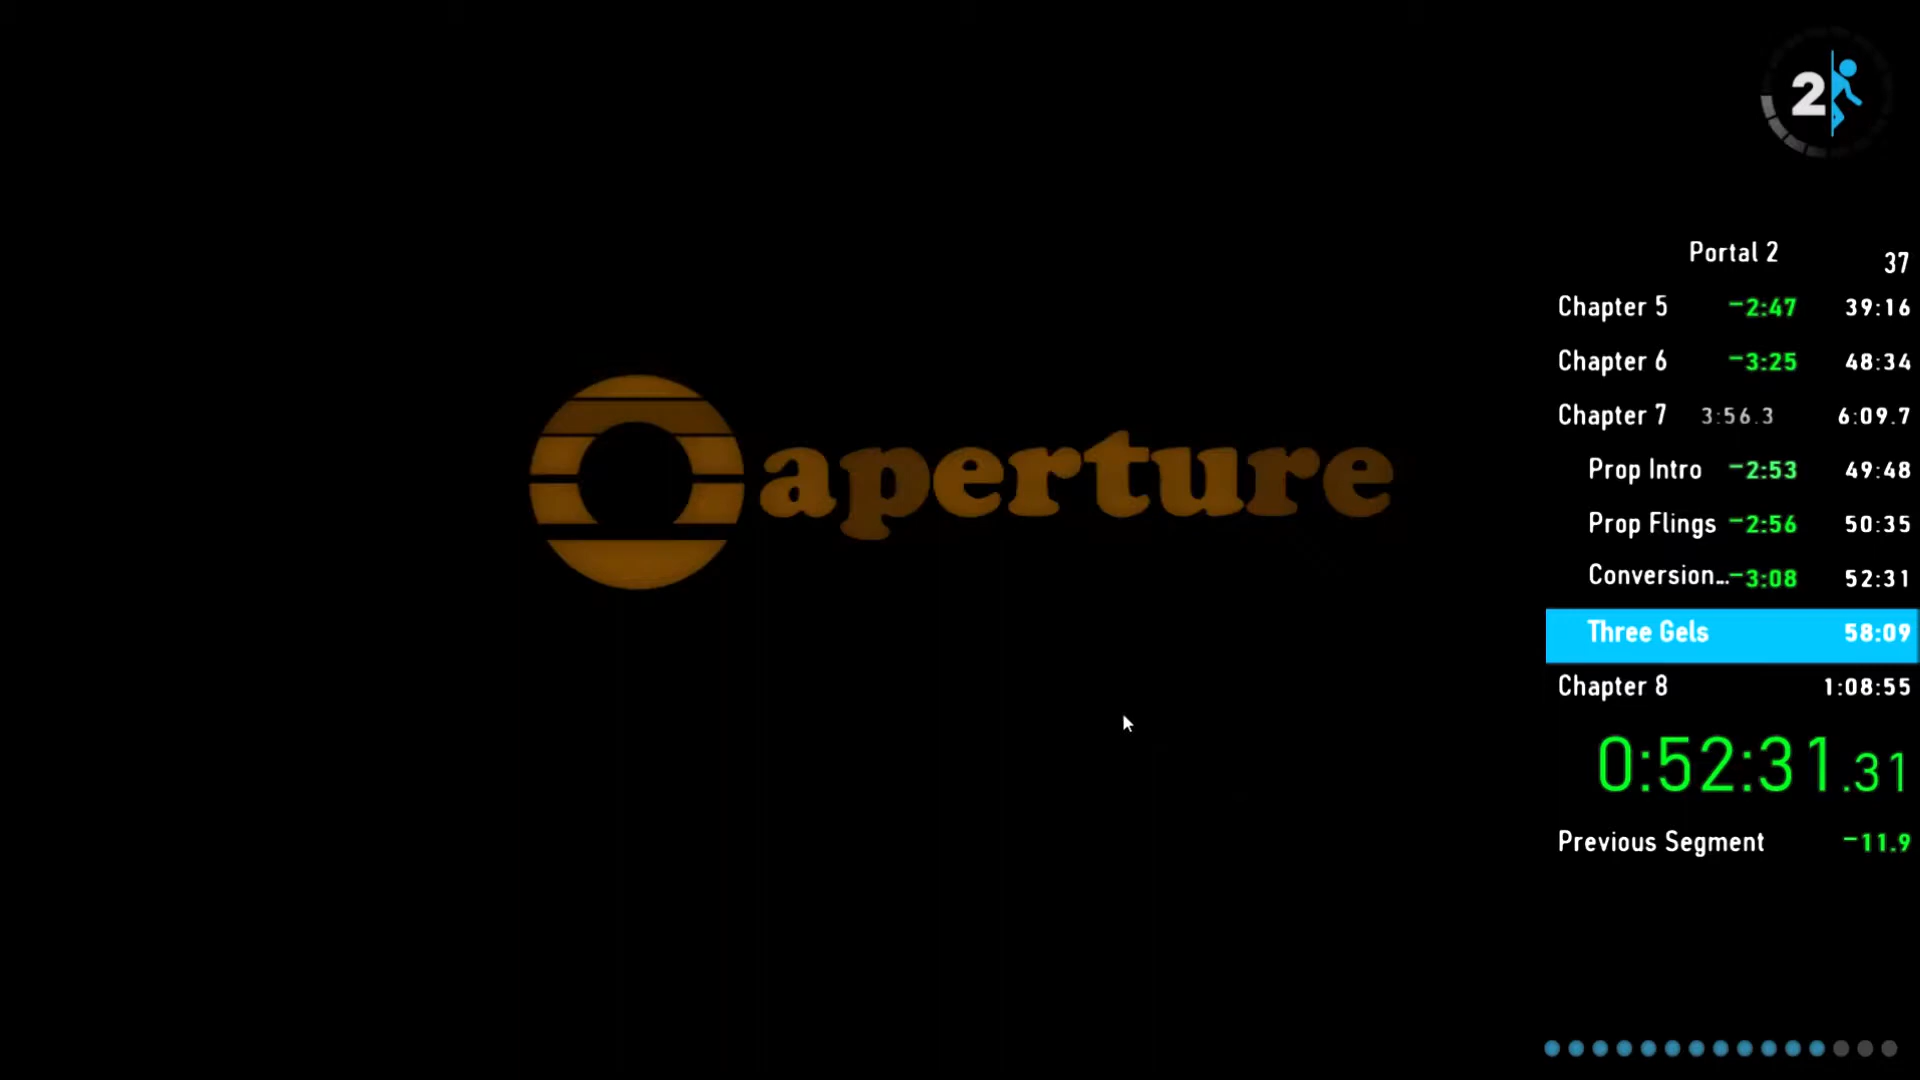 2
Portal 2
37
Chapter 5 −2:47 39:16
Chapter 6 −3:25 48:34
Chapter 7 3:56.3 6:09.7
Prop Intro −2:53 49:48
Prop Flings −2:56 50:35
Conversion... −3:08 52:31
Three Gels 58:09
Chapter 8 1:08:55
0:52:31.31
Previous Segment −11.9
aperture